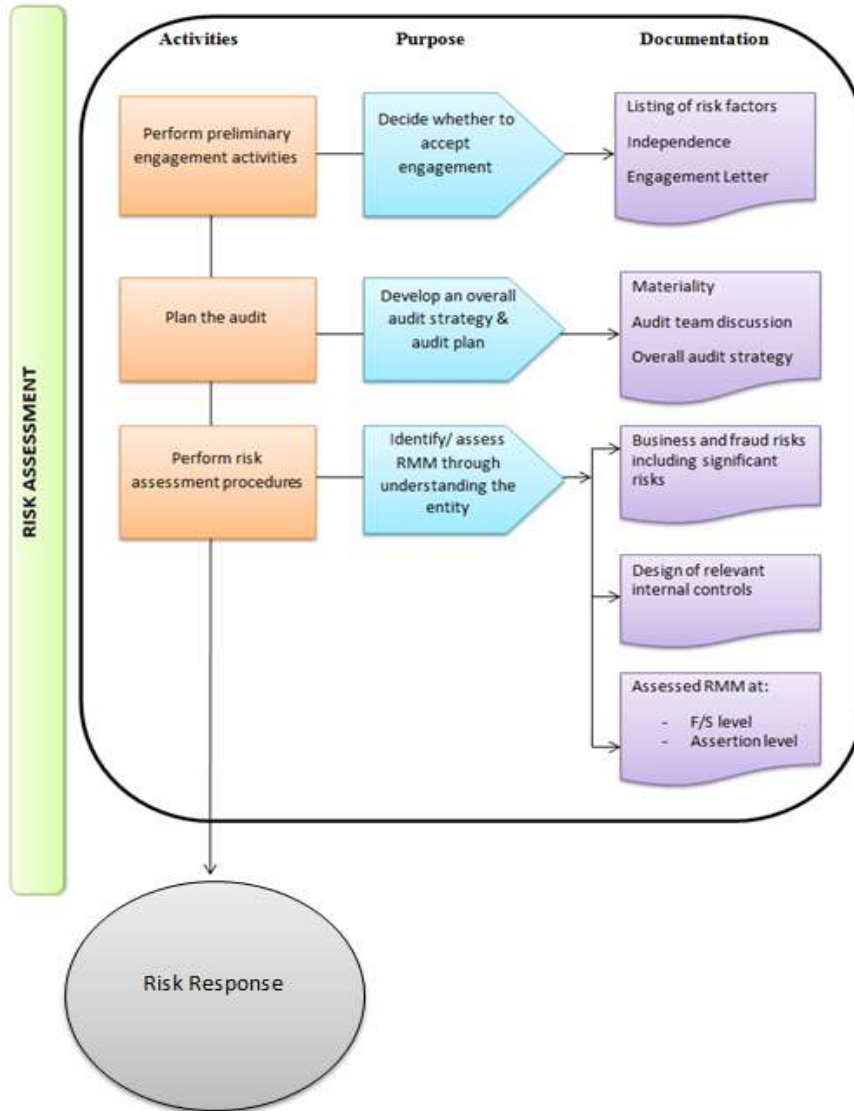 Activities
Purpose
Documentation
RISK ASSESSMENT
Perform preliminary
engagement activities
Decide whether to
accept
engagement
Listing of risk factors
Independence
Engagement Letter
Plan the audit
Develop an overall
audit strategy &
audit plan
Materiality
Audit team discussion
Overall audit strategy
Perform risk
assessment procedures
Identify/ assess
RMM through
understanding the
entity
Business and fraud risks
including significant
risks
Design of relevant
internal controls
Assessed RMM at:
- F/S level
- Assertion level
Risk Response